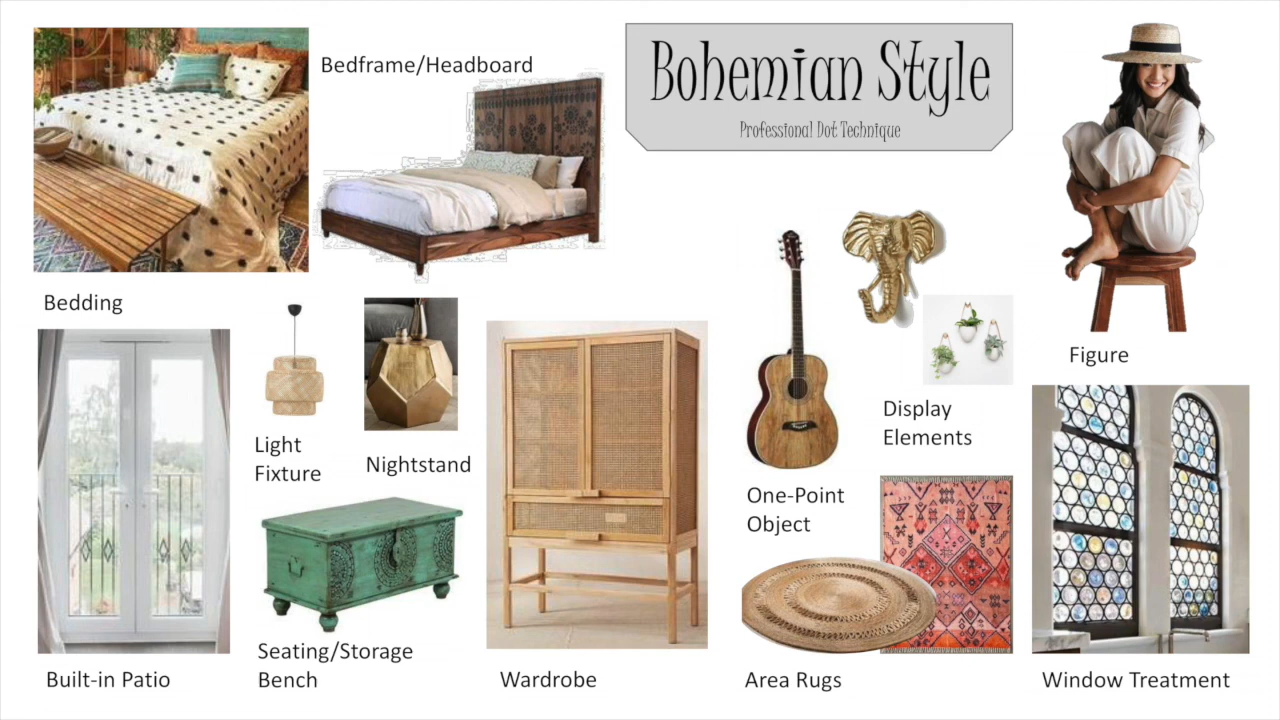 Bohemian Style
Professional Dot Technique
Bedframe/Headboard
Bedding
Figure
Light
Fixture
Nightstand
Display
Elements
One-Point
Object
Seating/Storage
Bench
Built-in Patio
Wardrobe
Area Rugs
Window Treatment